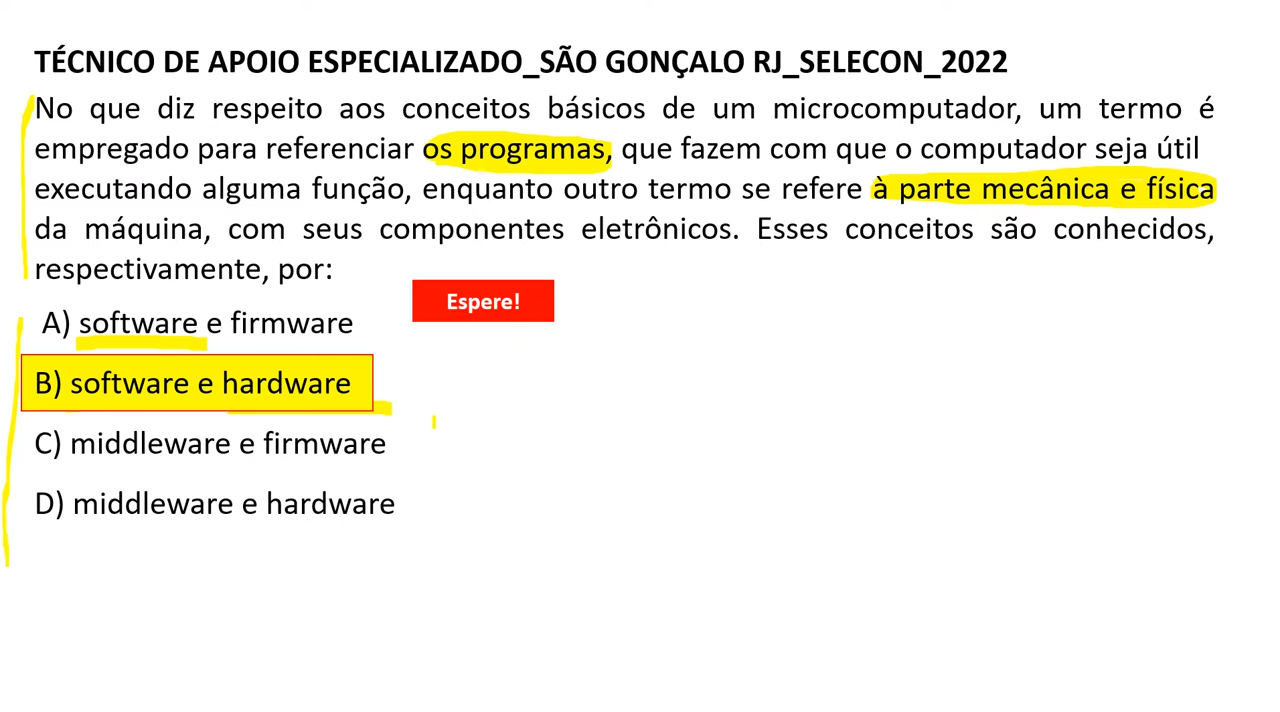 TÉCNICO DE APOIO ESPECIALIZADO_SÃO GONÇALO RJ_SELECON_2022
No que diz respeito aos conceitos básicos de um microcomputador, um termo é
empregado para referenciar os programas, que fazem com que o computador seja útil
executando alguma função, enquanto outro termo se refere à parte mecânica e física
da máquina, com seus componentes eletrônicos. Esses conceitos são conhecidos,
respectivamente, por:
Espere!
A) software e firmware
B) software e hardware
C) middleware e firmware
D) middleware e hardware